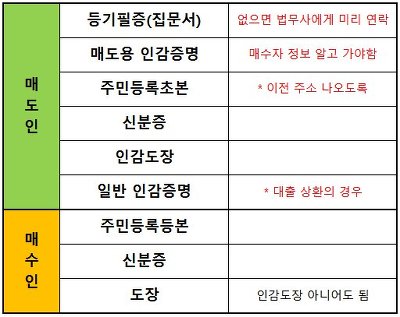 매도인
등기필증(집문서) 없으면 법무사에게 미리 연락
매도용 인감증명 매수자 정보 알고 가야함
주민등록초본 * 이전 주소 나오도록
신분증
인감도장
일반 인감증명 * 대출 상환의 경우
매수인
주민등록등본
신분증
도장 인감도장 아니어도 됨